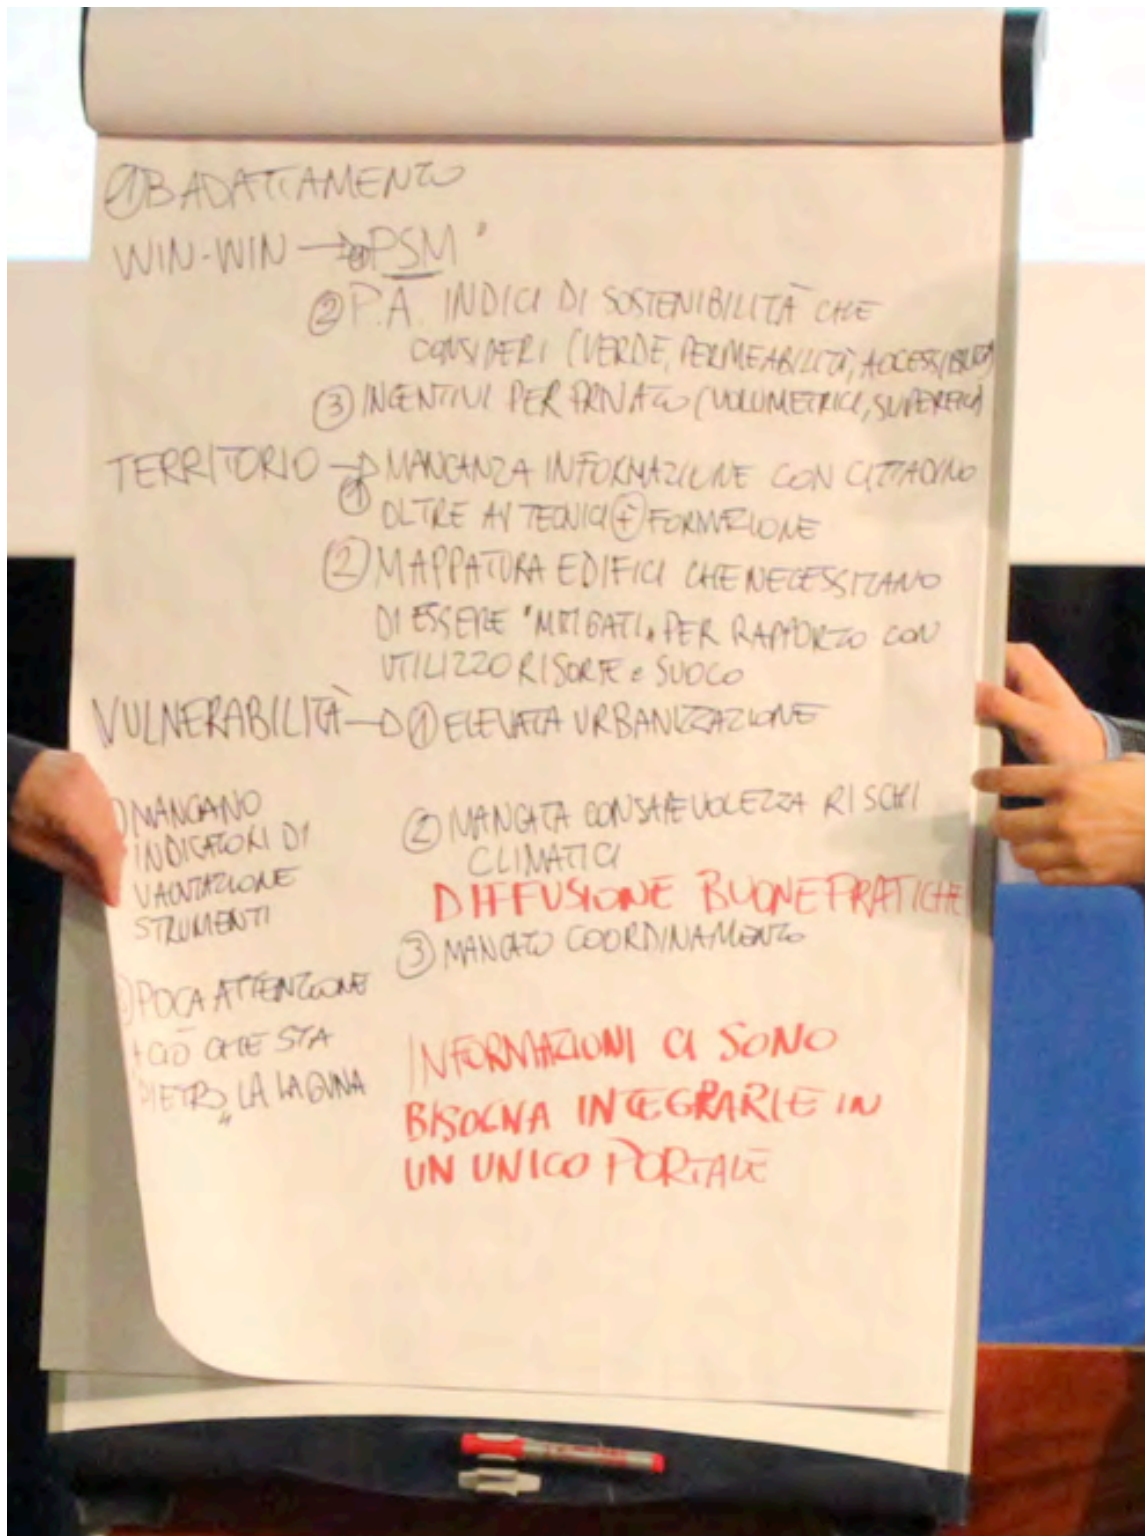 ①B ADATTAMENTO
WIN-WIN → PSM
② P.A. INDICI DI SOSTENIBILITÀ CHE
CONSIDERI (VERDE, PERMEABILITÀ, ACCESSIBILITÀ)
③ INCENTIVI PER PRIVATO (VOLUMETRICI, SUPERFICI)
TERRITORIO → ① MANCANZA INFORMAZIONE CON CITTADINO
OLTRE AI TECNICI + FORMAZIONE
② MAPPATURA EDIFICI CHE NECESSITANO
DI ESSERE "MITIGATI" PER RAPPORTO CON
UTILIZZO RISORSE E SUOLO
VULNERABILITÀ → ① ELEVATA URBANIZZAZIONE
② MANCATA CONSAPEVOLEZZA RISCHI
CLIMATICI
DIFFUSIONE BUONE PRATICHE
③ MANCATO COORDINAMENTO
INFORMAZIONI CI SONO
BISOGNA INTEGRARLE IN
UN UNICO PORTALE
MANCANO
INDICATORI DI
VALUTAZIONE
STRUMENTI
POCA ATTENZIONE
A CIÒ CHE STA
DIETRO LA LAGUNA